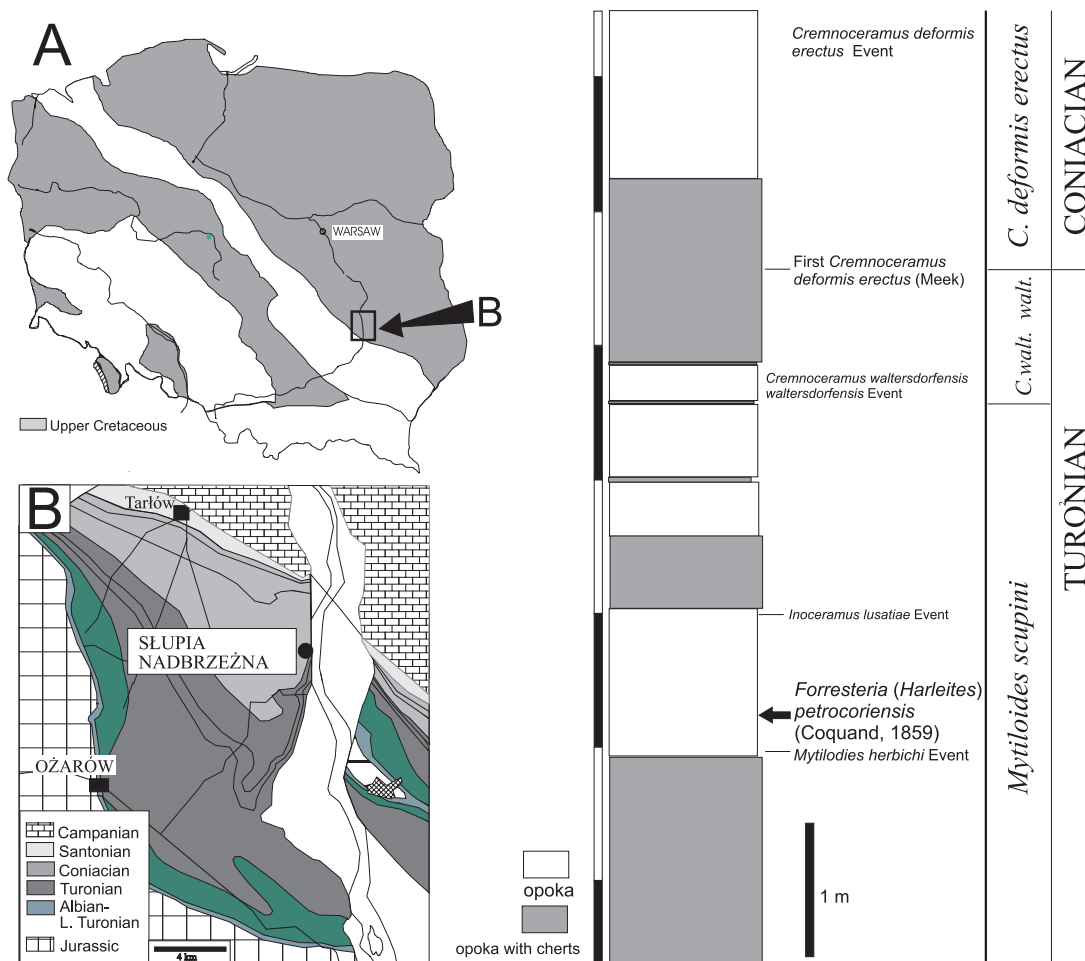 A
WARSAW
B
Upper Cretaceous
B
Tarłów
SŁUPIA
NADBRZEŻNA
OŻARÓW
Campanian
Santonian
Coniacian
Turonian
Albian-
L. Turonian
Jurassic
4 km
Cremnoceramus deformis
erectus Event
First Cremnoceramus
deformis erectus (Meek)
Cremnoceramus waltersdorfensis
waltersdorfensis Event
Inoceramus lusatiae Event
Forresteria (Harleites)
petrocoriensis
(Coquand, 1859)
Mytilodies herbichi Event
opoka
opoka with cherts
1 m
C. deformis erectus
C.walt. walt.
Mytiloides scupini
CONIACIAN
TURONIAN